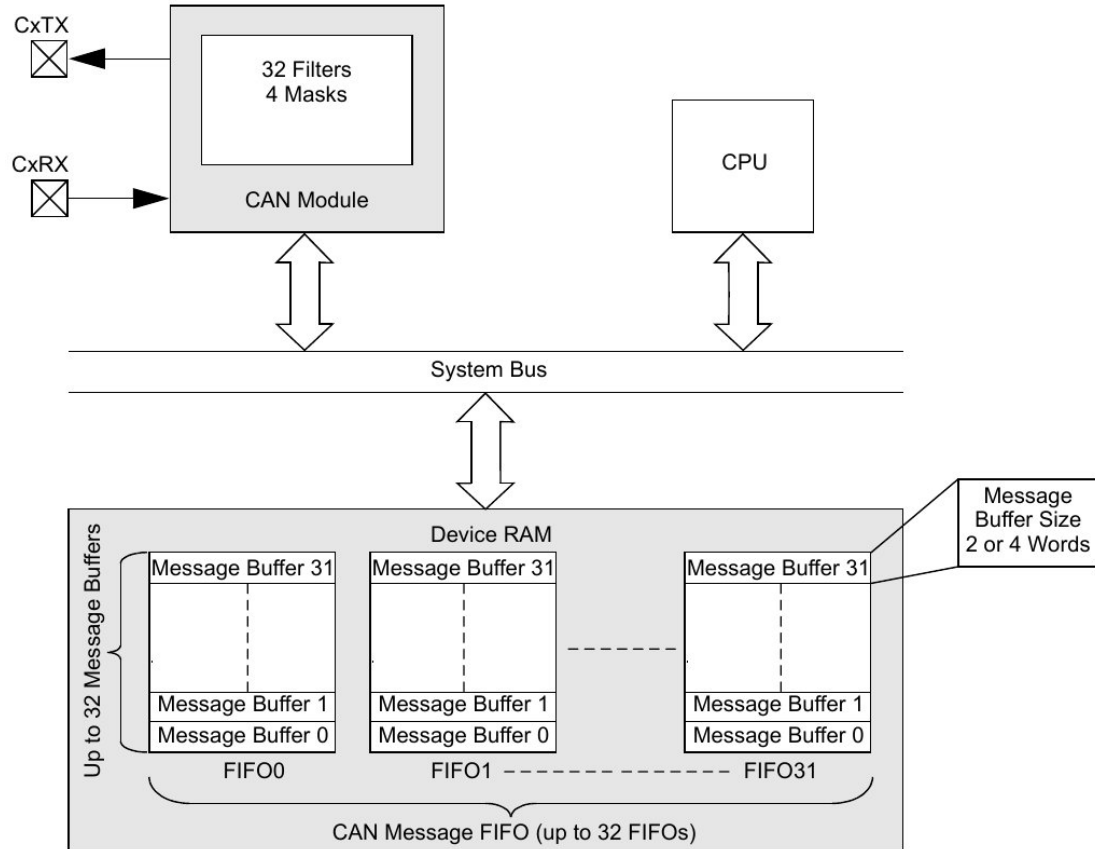 CxTX
32 Filters
4 Masks
CxRX
CAN Module
CPU
System Bus
Message
Buffer Size
2 or 4 Words
Device RAM
Up to 32 Message Buffers
Message Buffer 31
Message Buffer 31
Message Buffer 31
Message Buffer 1
Message Buffer 1
Message Buffer 1
Message Buffer 0
Message Buffer 0
Message Buffer 0
FIFO0
FIFO1
FIFO31
CAN Message FIFO (up to 32 FIFOs)